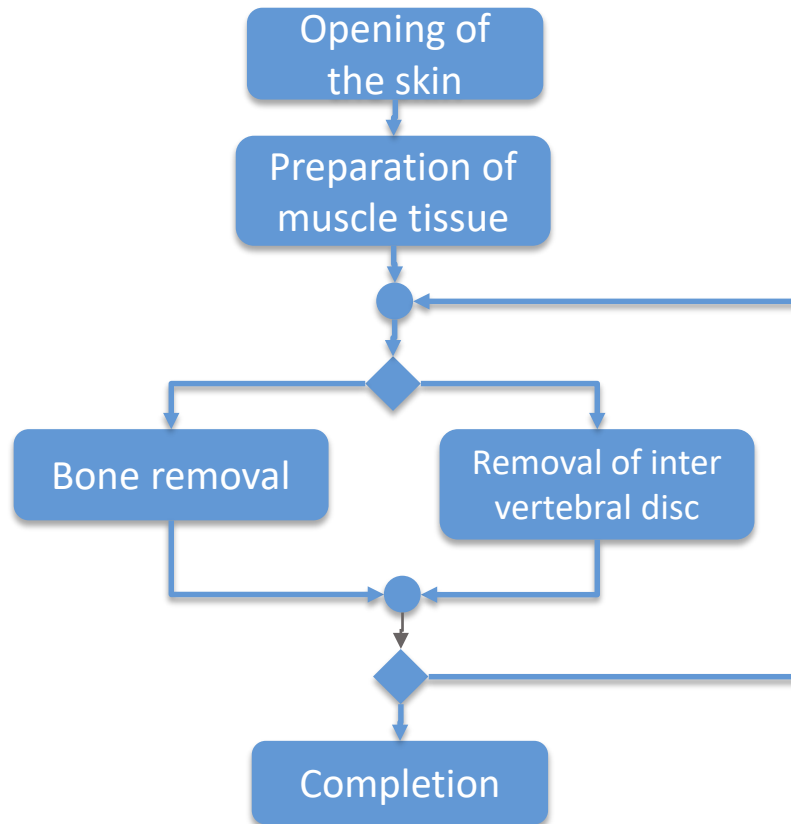 Opening of
the skin
Preparation of
muscle tissue
Bone removal
Removal of inter
vertebral disc
Completion